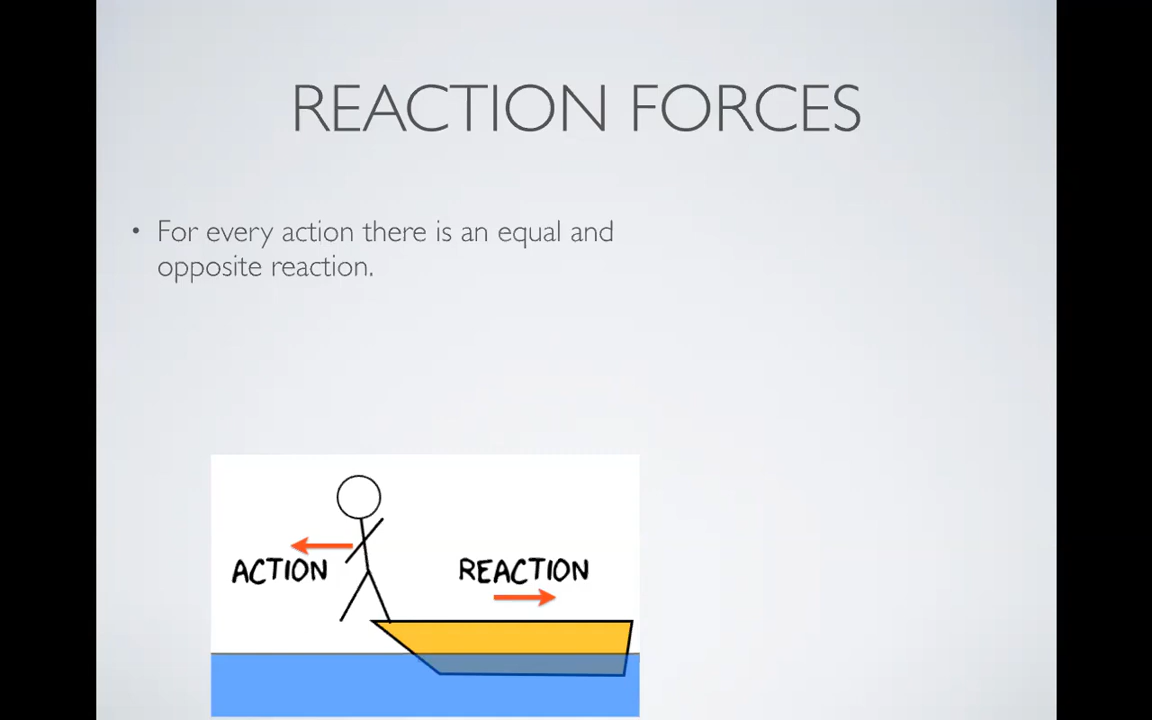 REACTION FORCES
• For every action there is an equal and
opposite reaction.
ACTION
REACTION